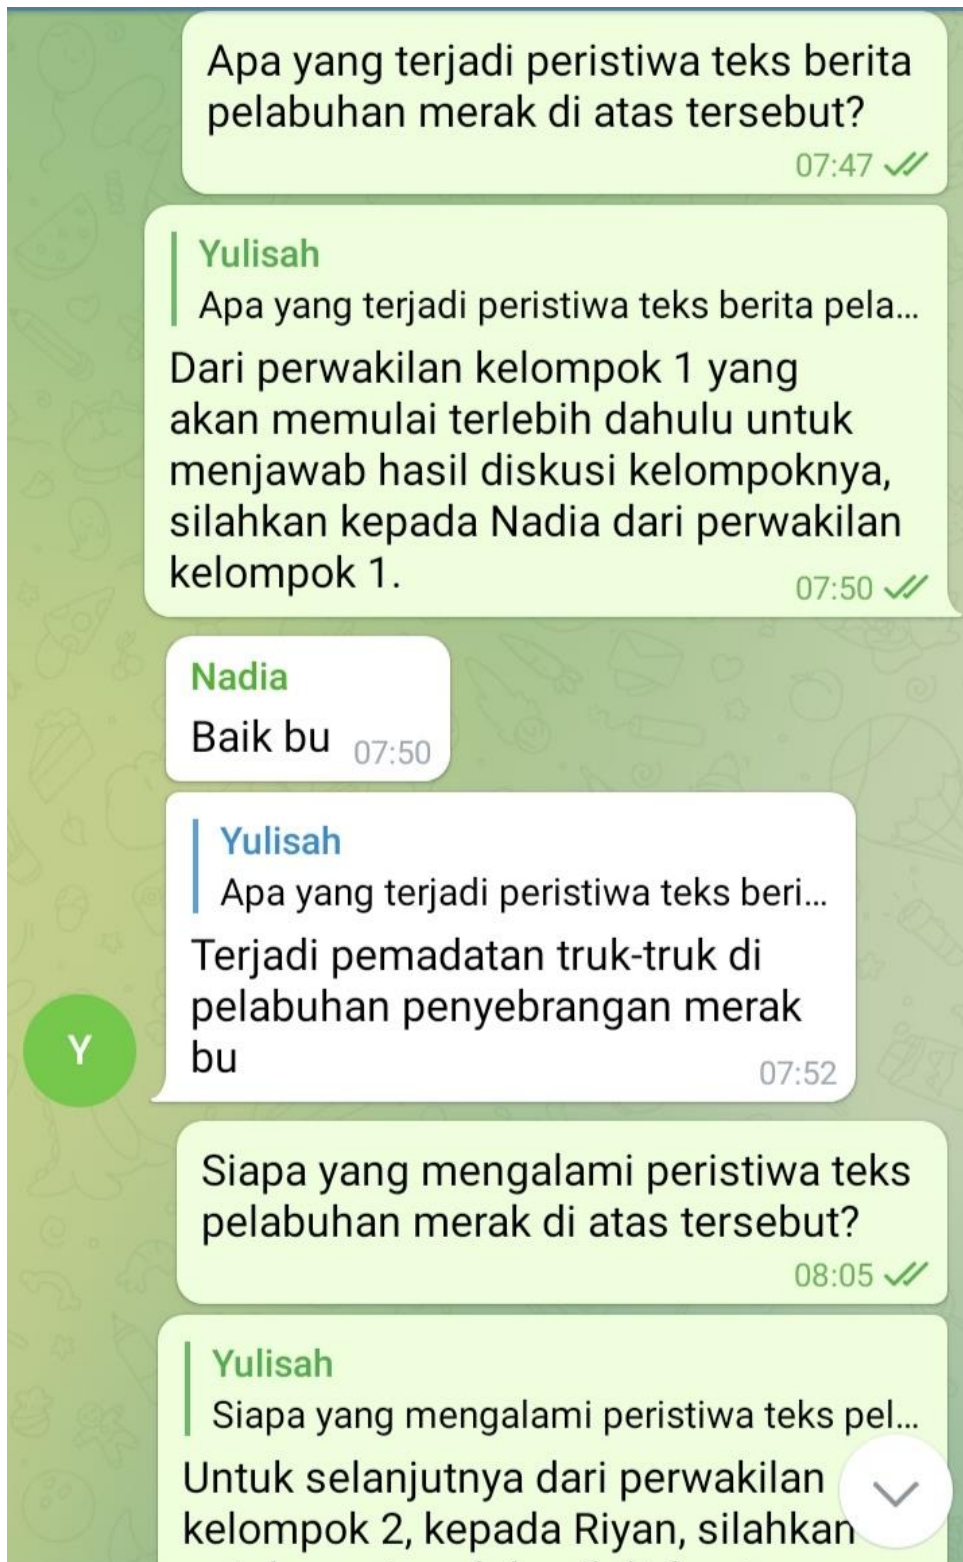 Apa yang terjadi peristiwa teks berita
pelabuhan merak di atas tersebut?
07:47
Yulisah
Apa yang terjadi peristiwa teks berita pela...
Dari perwakilan kelompok 1 yang
akan memulai terlebih dahulu untuk
menjawab hasil diskusi kelompoknya,
silahkan kepada Nadia dari perwakilan
kelompok 1.
07:50
Nadia
Baik bu 07:50
Yulisah
Apa yang terjadi peristiwa teks beri...
Terjadi pemadatan truk-truk di
pelabuhan penyebrangan merak
bu
07:52
Y
Siapa yang mengalami peristiwa teks
pelabuhan merak di atas tersebut?
08:05
Yulisah
Siapa yang mengalami peristiwa teks pel...
Untuk selanjutnya dari perwakilan
kelompok 2, kepada Riyan, silahkan